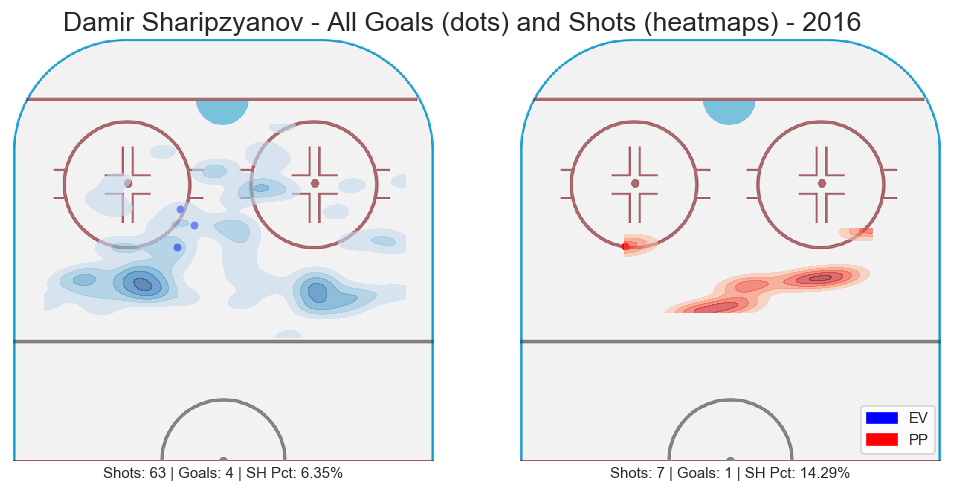 Damir Sharipzyanov - All Goals (dots) and Shots (heatmaps) - 2016
EV
PP
Shots: 63 | Goals: 4 | SH Pct: 6.35%
Shots: 7 | Goals: 1 | SH Pct: 14.29%